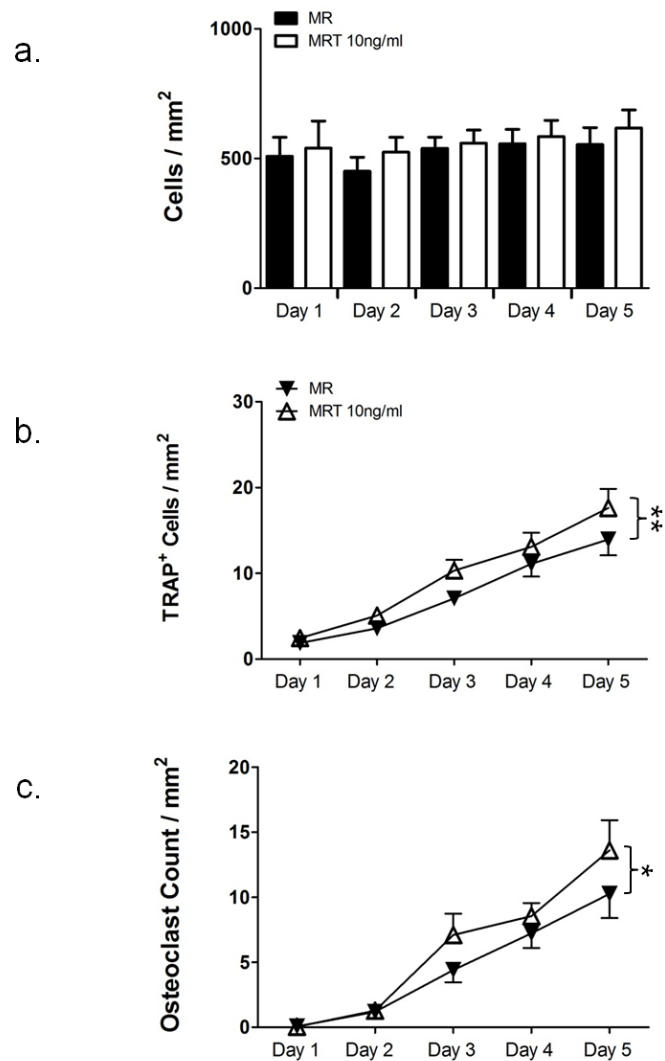 a.
MR
MRT 10ng/ml
Cells / mm²
1000
500
0
Day 1 Day 2 Day 3 Day 4 Day 5
b.
MR
MRT 10ng/ml
TRAP⁺ Cells / mm²
30
20
10
0
**
Day 1 Day 2 Day 3 Day 4 Day 5
c.
Osteoclast Count / mm²
20
15
10
5
0
*
Day 1 Day 2 Day 3 Day 4 Day 5